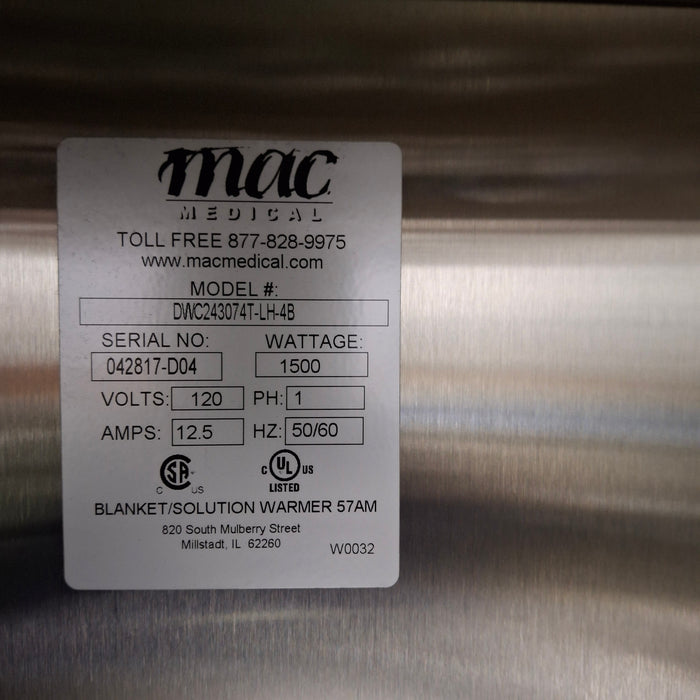 mac
MEDICAL
TOLL FREE 877-828-9975
www.macmedical.com
MODEL #:
DWC243074T-LH-4B
SERIAL NO: WATTAGE:
042817-D04 1500
VOLTS: 120 PH: 1
AMPS: 12.5 HZ: 50/60
SA
C US
C UL US
LISTED
BLANKET/SOLUTION WARMER 57AM
820 South Mulberry Street
Millstadt, IL 62260
W0032